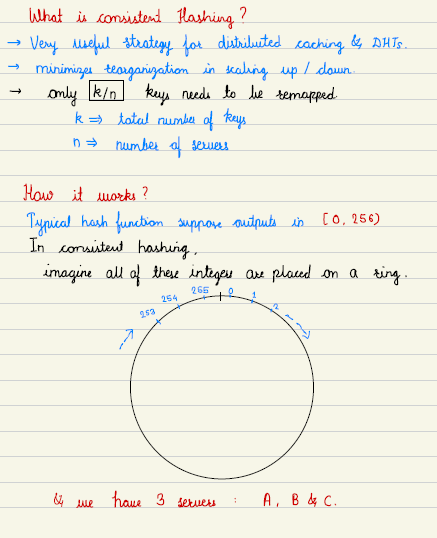 What is consistent Hashing?
→ Very useful strategy for distributed caching & DHTs.
→ minimizes reorganization in scaling up / down.
→ only k/n keys needs to be remapped
k ⇒ total number of keys
n ⇒ number of servers
How it works?
Typical hash function suppose outputs in [0, 256)
In consistent hashing,
imagine all of these integers are placed on a ring.
253 254 255 0 1 2
& we have 3 servers : A, B & C.